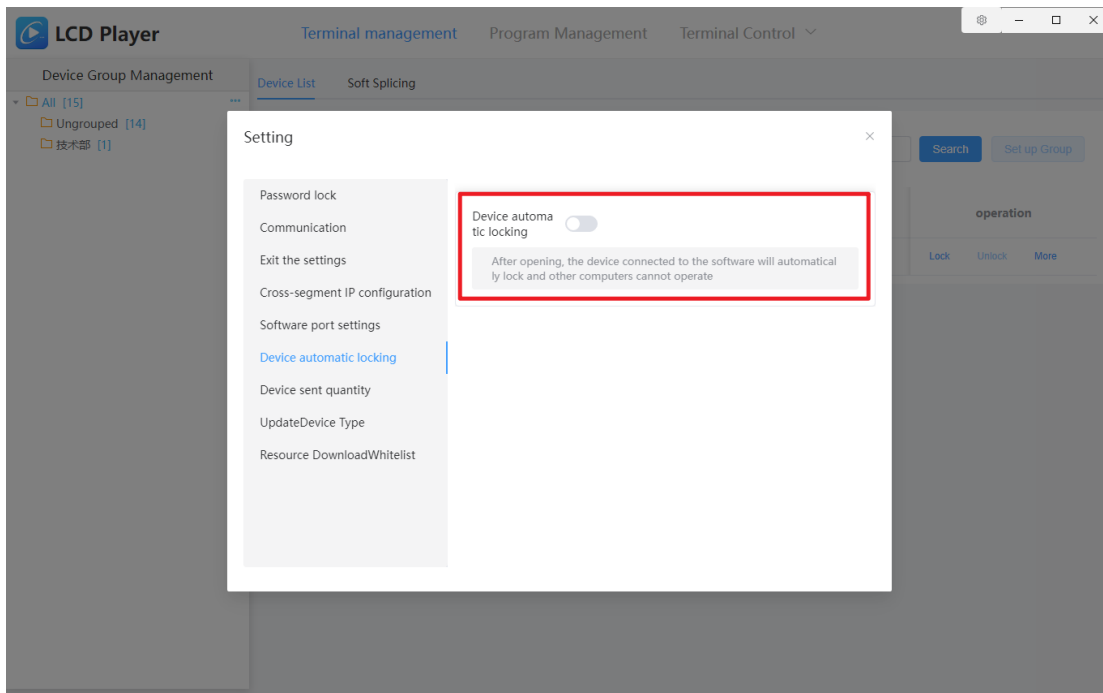 LCD Player
Terminal management
Program Management
Terminal Control
Device Group Management
All [15]
Ungrouped [14]
技术部 [1]
Device List
Soft Splicing
Search
Set up Group
operation
Lock
Unlock
More
Setting
Password lock
Communication
Exit the settings
Cross-segment IP configuration
Software port settings
Device automatic locking
Device sent quantity
UpdateDevice Type
Resource DownloadWhitelist
Device automa
tic locking
After opening, the device connected to the software will automatical
ly lock and other computers cannot operate